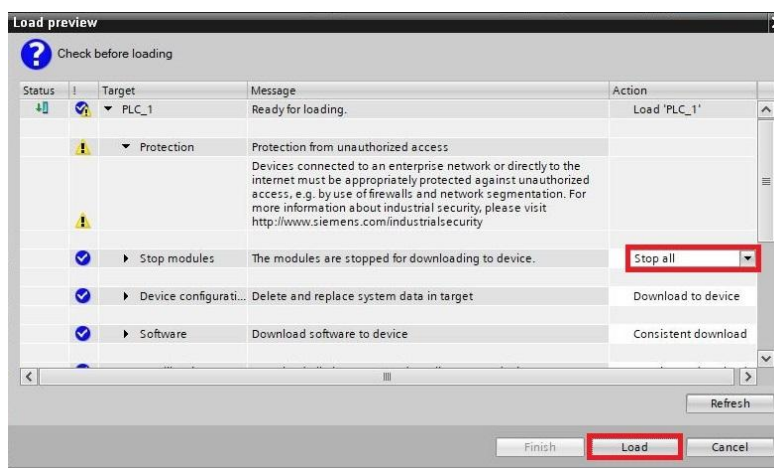 Load preview
Check before loading
Status ! Target Message Action
PLC_1 Ready for loading. Load 'PLC_1'
Protection Protection from unauthorized access
Devices connected to an enterprise network or directly to the
internet must be appropriately protected against unauthorized
access, e.g. by use of firewalls and network segmentation. For
more information about industrial security, please visit
http://www.siemens.com/industrialsecurity
Stop modules The modules are stopped for downloading to device. Stop all
Device configurati... Delete and replace system data in target Download to device
Software Download software to device Consistent download
Refresh
Finish Load Cancel